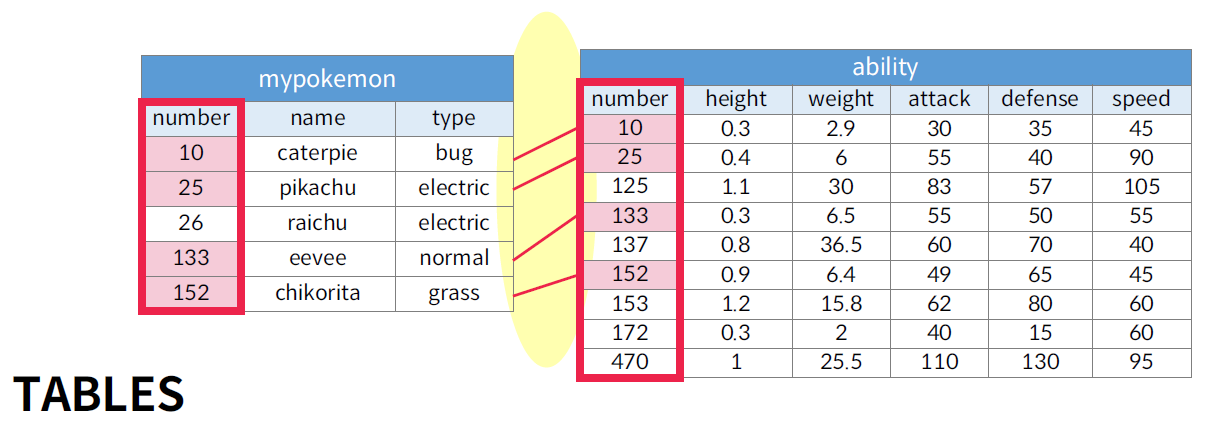 mypokemon
number name type
10 caterpie bug
25 pikachu electric
26 raichu electric
133 eevee normal
152 chikorita grass
ability
number height weight attack defense speed
10 0.3 2.9 30 35 45
25 0.4 6 55 40 90
125 1.1 30 83 57 105
133 0.3 6.5 55 50 55
137 0.8 36.5 60 70 40
152 0.9 6.4 49 65 45
153 1.2 15.8 62 80 60
172 0.3 2 40 15 60
470 1 25.5 110 130 95
TABLES